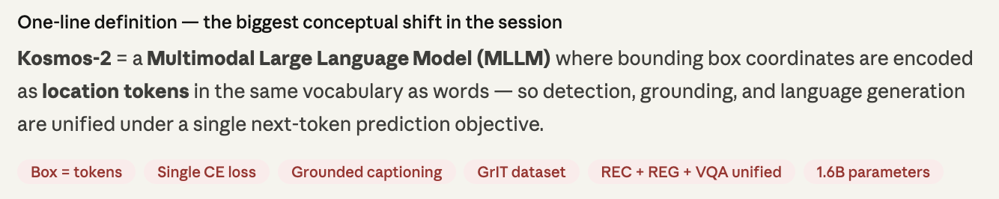 One-line definition — the biggest conceptual shift in the session
Kosmos-2 = a Multimodal Large Language Model (MLLM) where bounding box coordinates are encoded
as location tokens in the same vocabulary as words — so detection, grounding, and language generation
are unified under a single next-token prediction objective.
Box = tokens Single CE loss Grounded captioning GrIT dataset REC + REG + VQA unified 1.6B parameters